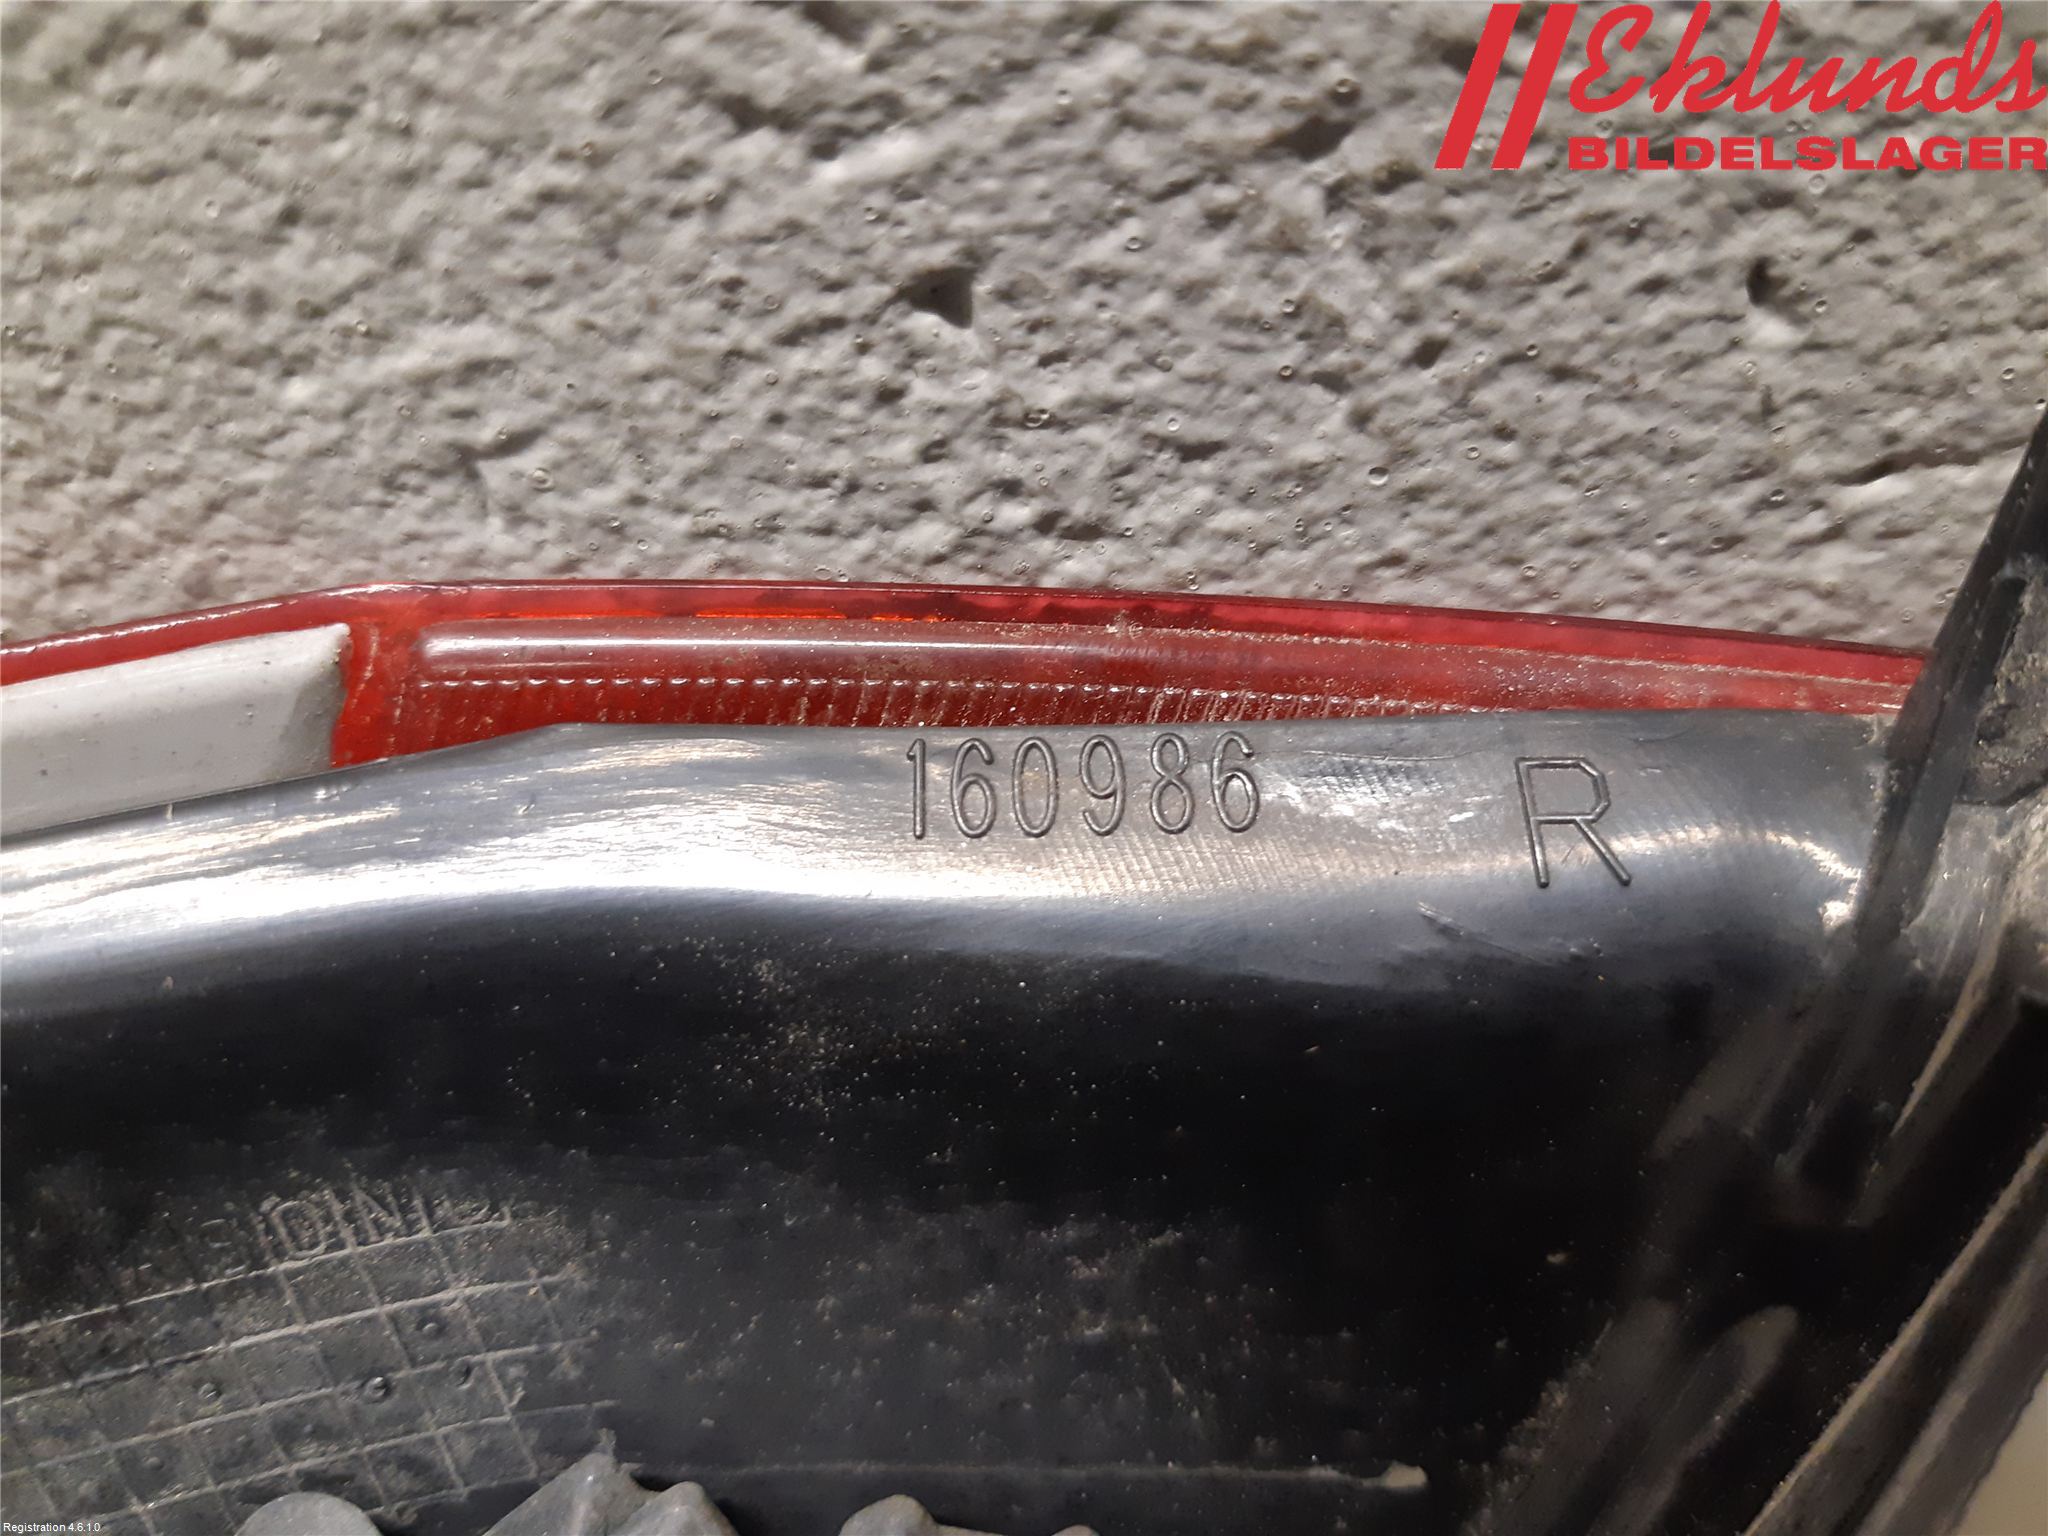 Eklunds
BILDELSLAGER
160986 R
Registration 4.6.1.0